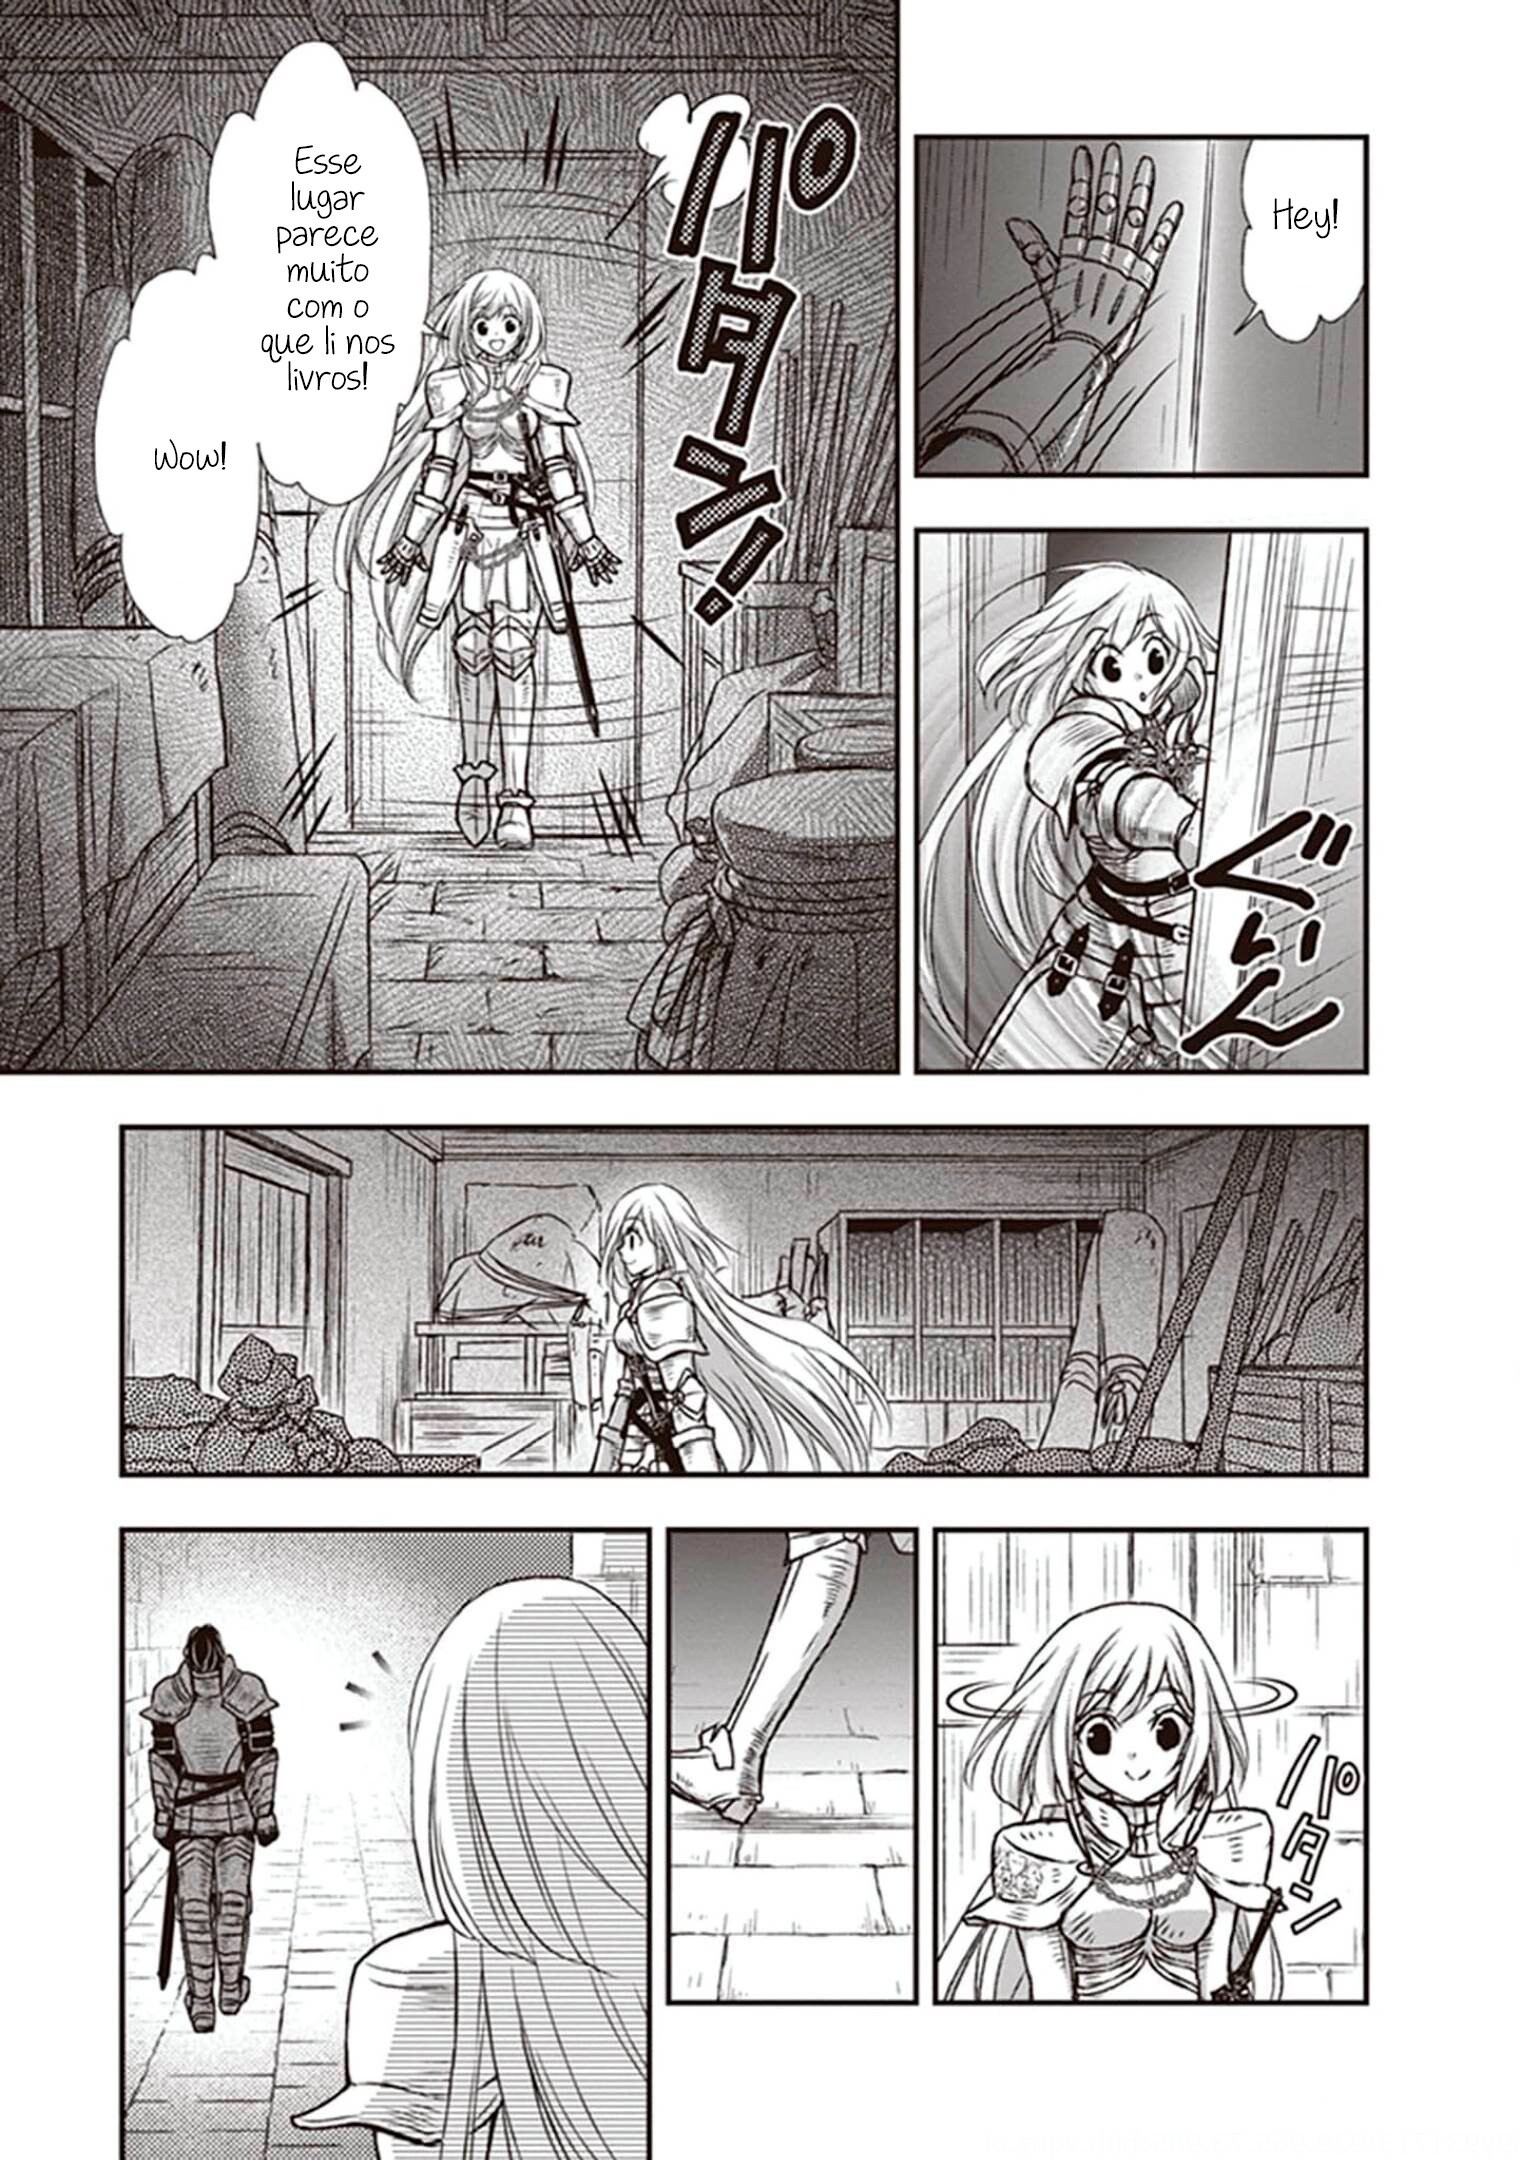 Hey!
ぐいん
パタン!
Esse
lugar
parece
muito
com o
que li nos
livros!
Wow!
パタン